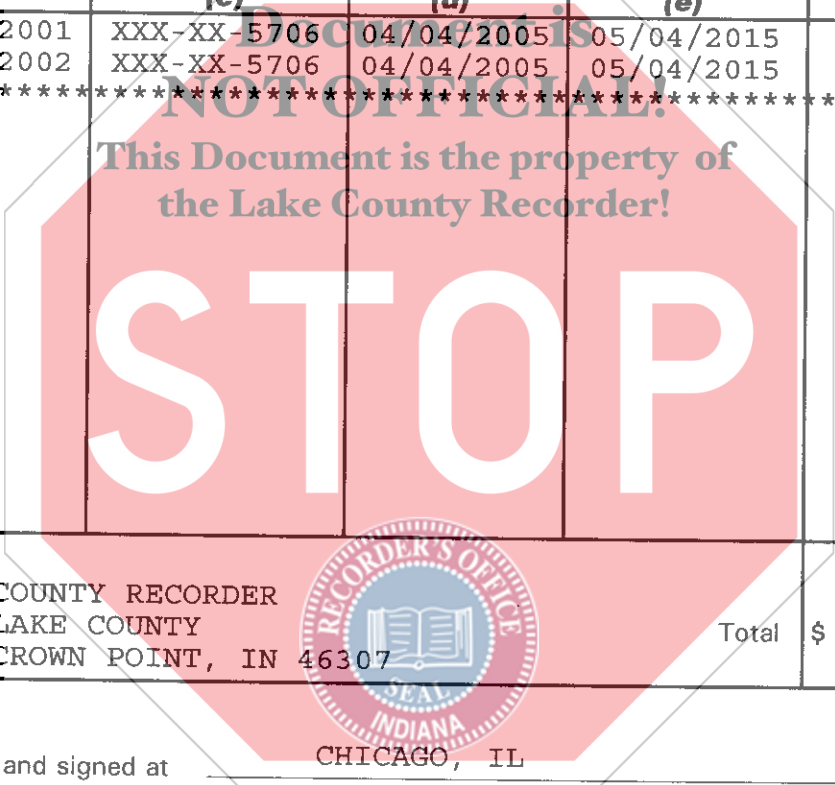 (c) (d) (e)
Document is
2001 XXX-XX-5706 04/04/2005 05/04/2015
2002 XXX-XX-5706 04/04/2005 05/04/2015
NOT OFFICIAL!
*********************************************************
This Document is the property of
the Lake County Recorder!
STOP
COUNTY RECORDER
LAKE COUNTY
CROWN POINT, IN 46307
Total $
RECORDER'S OFFICE
SEAL
INDIANA
and signed at CHICAGO, IL